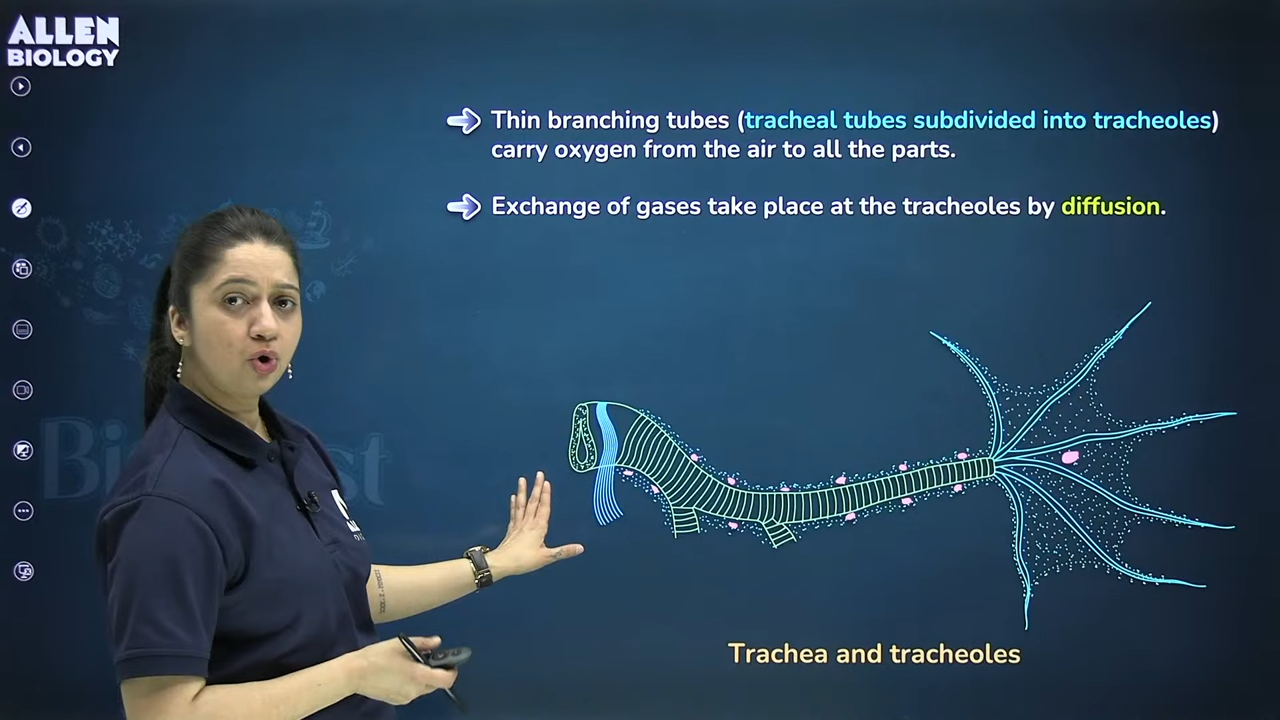 ALLEN
BIOLOGY
Thin branching tubes (tracheal tubes subdivided into tracheoles)
carry oxygen from the air to all the parts.
Exchange of gases take place at the tracheoles by diffusion.
Trachea and tracheoles